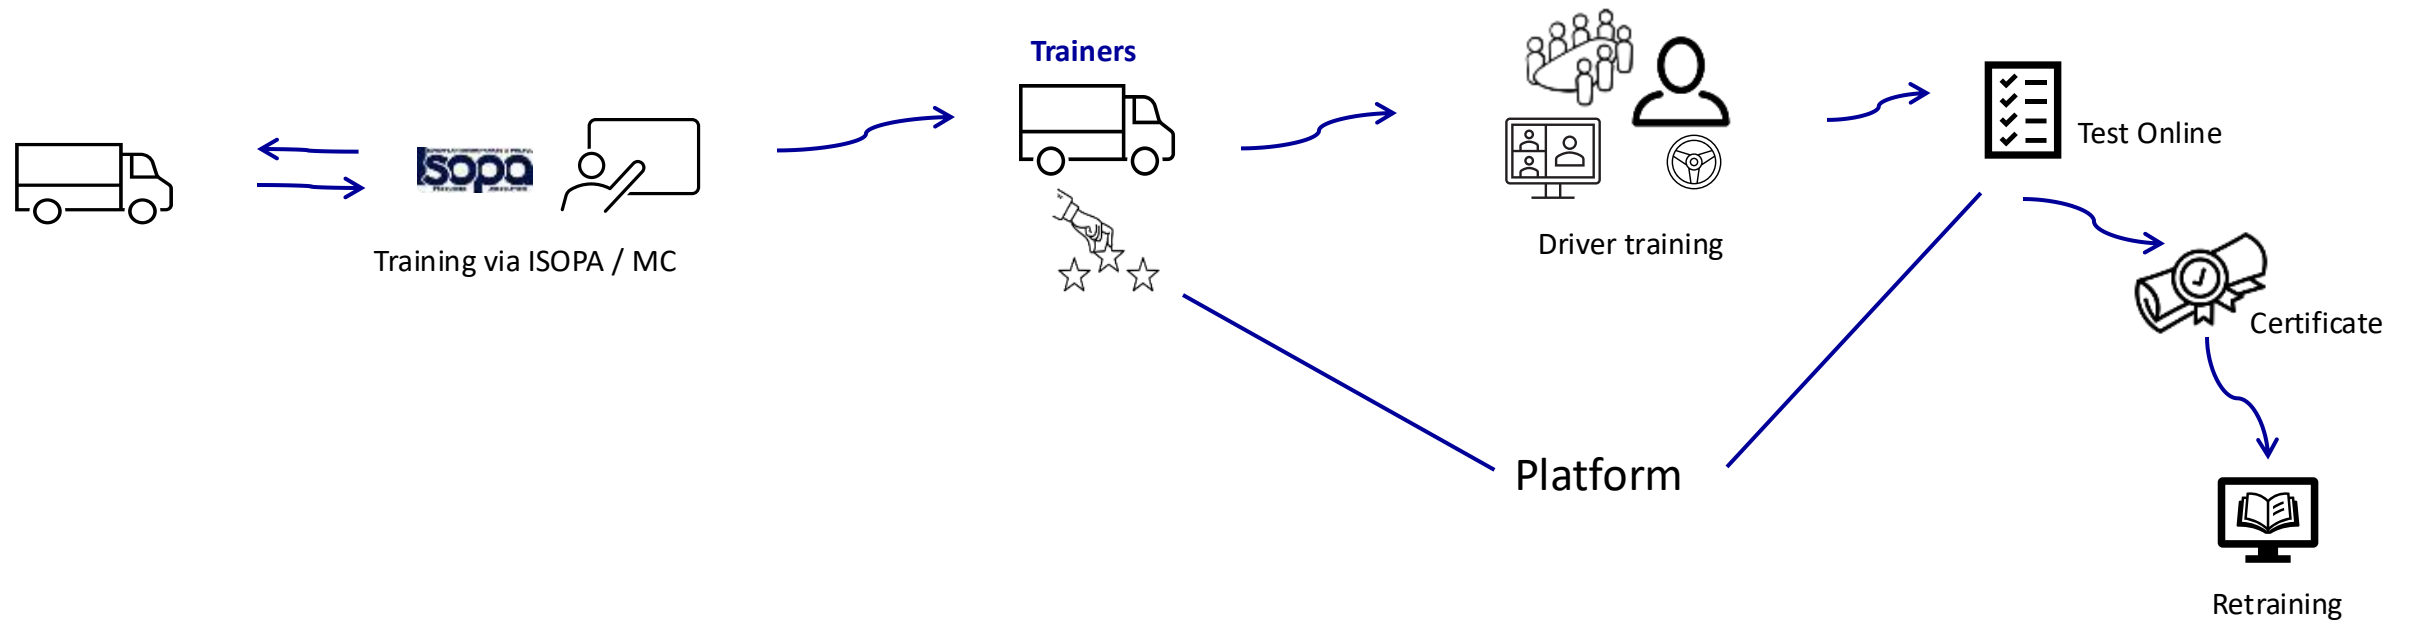 Trainers
Isopa
Training via ISOPA / MC
Driver training
Test Online
Certificate
Platform
Retraining